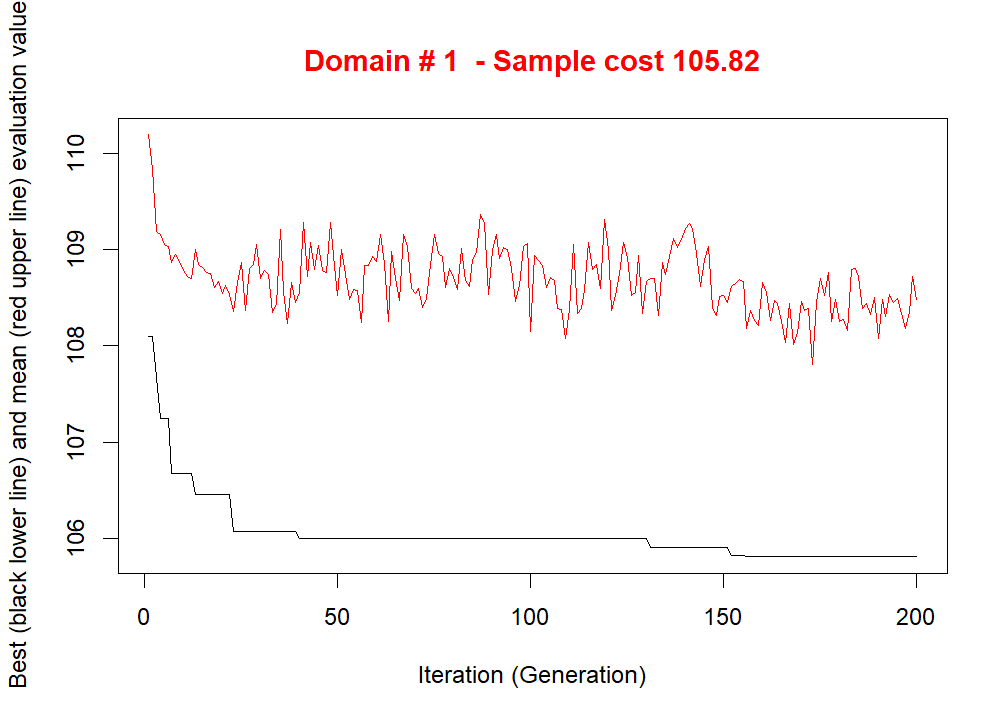 Domain # 1  - Sample cost 105.82
Best (black lower line) and mean (red upper line) evaluation value
110
109
108
107
106
0 50 100 150 200
Iteration (Generation)